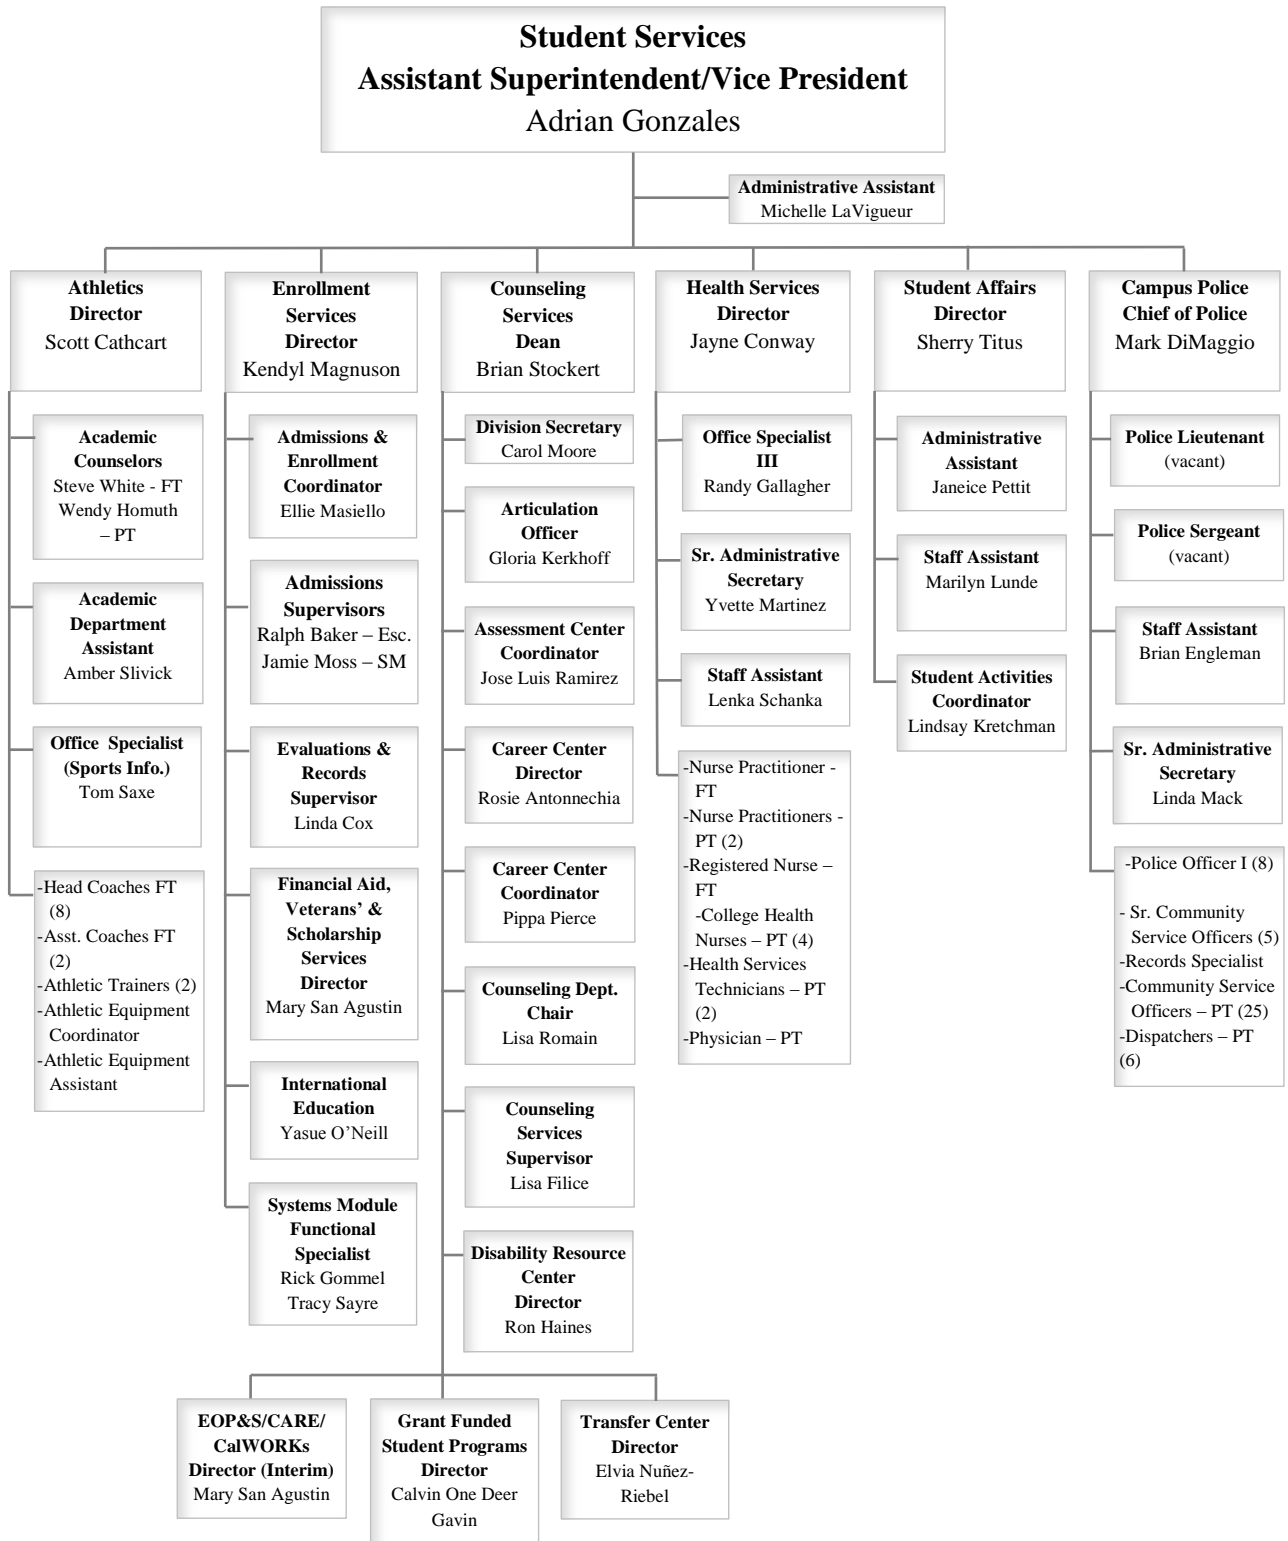 Student Services
Assistant Superintendent/Vice President
Adrian Gonzales
Administrative Assistant
Michelle LaVigueur
Athletics
Director
Scott Cathcart
Academic
Counselors
Steve White - FT
Wendy Homuth
– PT
Academic
Department
Assistant
Amber Slivick
Office Specialist
(Sports Info.)
Tom Saxe
-Head Coaches FT
(8)
-Asst. Coaches FT
(2)
-Athletic Trainers (2)
-Athletic Equipment
Coordinator
-Athletic Equipment
Assistant
Enrollment
Services
Director
Kendyl Magnuson
Admissions &
Enrollment
Coordinator
Ellie Masiello
Admissions
Supervisors
Ralph Baker – Esc.
Jamie Moss – SM
Evaluations &
Records
Supervisor
Linda Cox
Financial Aid,
Veterans’ &
Scholarship
Services
Director
Mary San Agustin
International
Education
Yasue O’Neill
Systems Module
Functional
Specialist
Rick Gommel
Tracy Sayre
Counseling
Services
Dean
Brian Stockert
Division Secretary
Carol Moore
Articulation
Officer
Gloria Kerkhoff
Assessment Center
Coordinator
Jose Luis Ramirez
Career Center
Director
Rosie Antonnechia
Career Center
Coordinator
Pippa Pierce
Counseling Dept.
Chair
Lisa Romain
Counseling
Services
Supervisor
Lisa Filice
Disability Resource
Center
Director
Ron Haines
EOP&S/CARE/
CalWORKs
Director (Interim)
Mary San Agustin
Grant Funded
Student Programs
Director
Calvin One Deer
Gavin
Transfer Center
Director
Elvia Nuñez-
Riebel
Health Services
Director
Jayne Conway
Office Specialist
III
Randy Gallagher
Sr. Administrative
Secretary
Yvette Martinez
Staff Assistant
Lenka Schanka
-Nurse Practitioner -
FT
-Nurse Practitioners -
PT (2)
-Registered Nurse –
FT
-College Health
Nurses – PT (4)
-Health Services
Technicians – PT
(2)
-Physician – PT
Student Affairs
Director
Sherry Titus
Administrative
Assistant
Janeice Pettit
Staff Assistant
Marilyn Lunde
Student Activities
Coordinator
Lindsay Kretchman
Campus Police
Chief of Police
Mark DiMaggio
Police Lieutenant
(vacant)
Police Sergeant
(vacant)
Staff Assistant
Brian Engleman
Sr. Administrative
Secretary
Linda Mack
-Police Officer I (8)
- Sr. Community
Service Officers (5)
-Records Specialist
-Community Service
Officers – PT (25)
-Dispatchers – PT
(6)